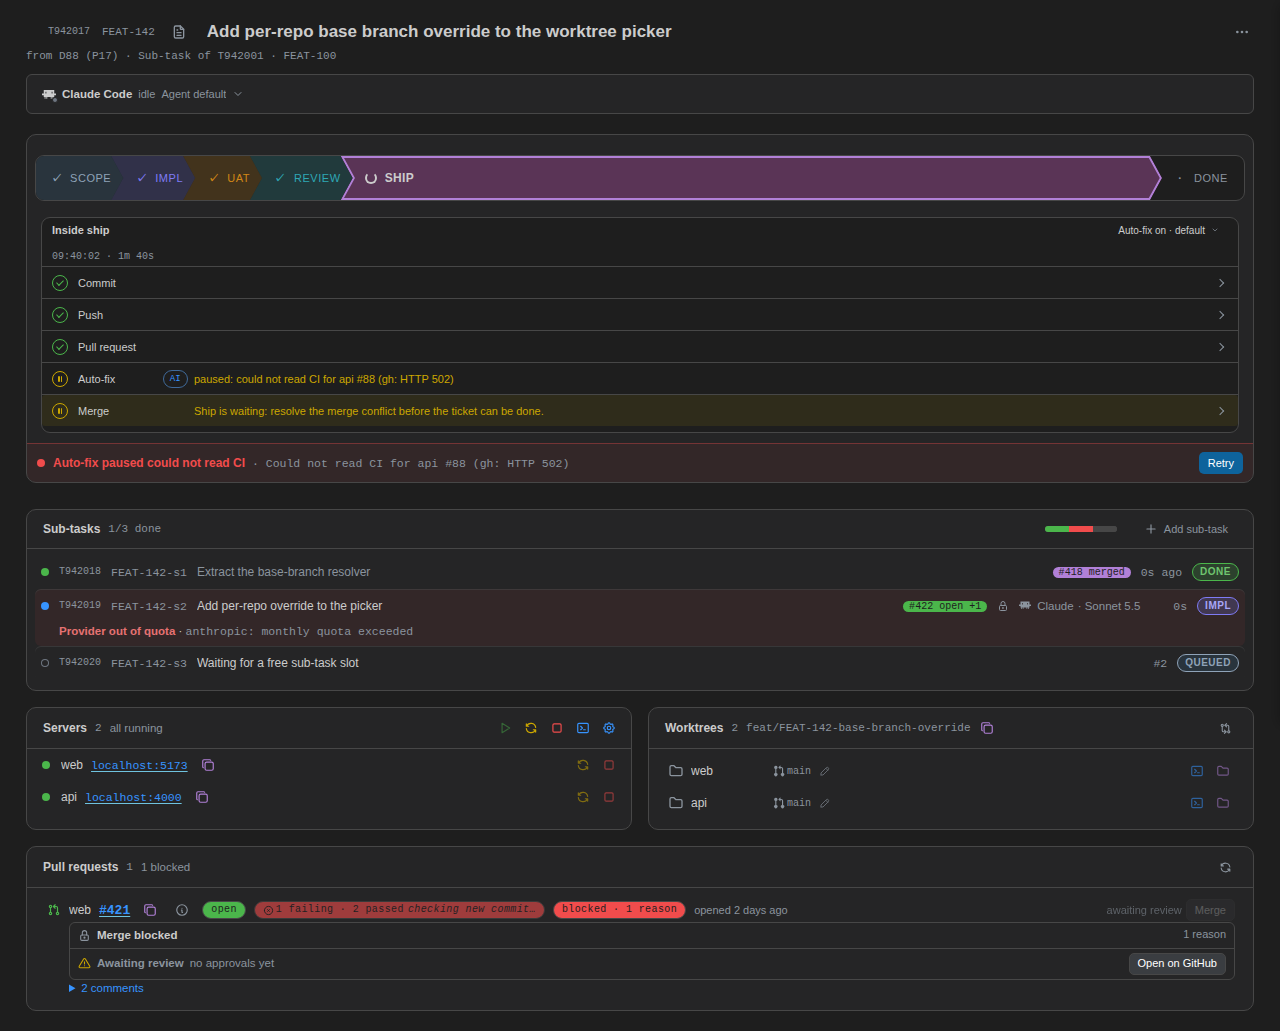 T942017 FEAT-142 Add per-repo base branch override to the worktree picker
from D88 (P17) · Sub-task of T942001 · FEAT-100
Claude Code idle Agent default
SCOPE IMPL UAT REVIEW SHIP DONE
Inside ship Auto-fix on · default
09:40:02 · 1m 40s
Commit
Push
Pull request
Auto-fix AI paused: could not read CI for api #88 (gh: HTTP 502)
Merge Ship is waiting: resolve the merge conflict before the ticket can be done.
Auto-fix paused could not read CI · Could not read CI for api #88 (gh: HTTP 502) Retry
Sub-tasks 1/3 done Add sub-task
T942018 FEAT-142-s1 Extract the base-branch resolver #418 merged 0s ago DONE
T942019 FEAT-142-s2 Add per-repo override to the picker #422 open +1 Claude · Sonnet 5.5 0s IMPL
Provider out of quota · anthropic: monthly quota exceeded
T942020 FEAT-142-s3 Waiting for a free sub-task slot #2 QUEUED
Servers 2 all running
web localhost:5173
api localhost:4000
Worktrees 2 feat/FEAT-142-base-branch-override
web main
api main
Pull requests 1 1 blocked
web #421 open 1 failing · 2 passed checking new commit… blocked · 1 reason opened 2 days ago awaiting review Merge
Merge blocked 1 reason
Awaiting review no approvals yet Open on GitHub
2 comments